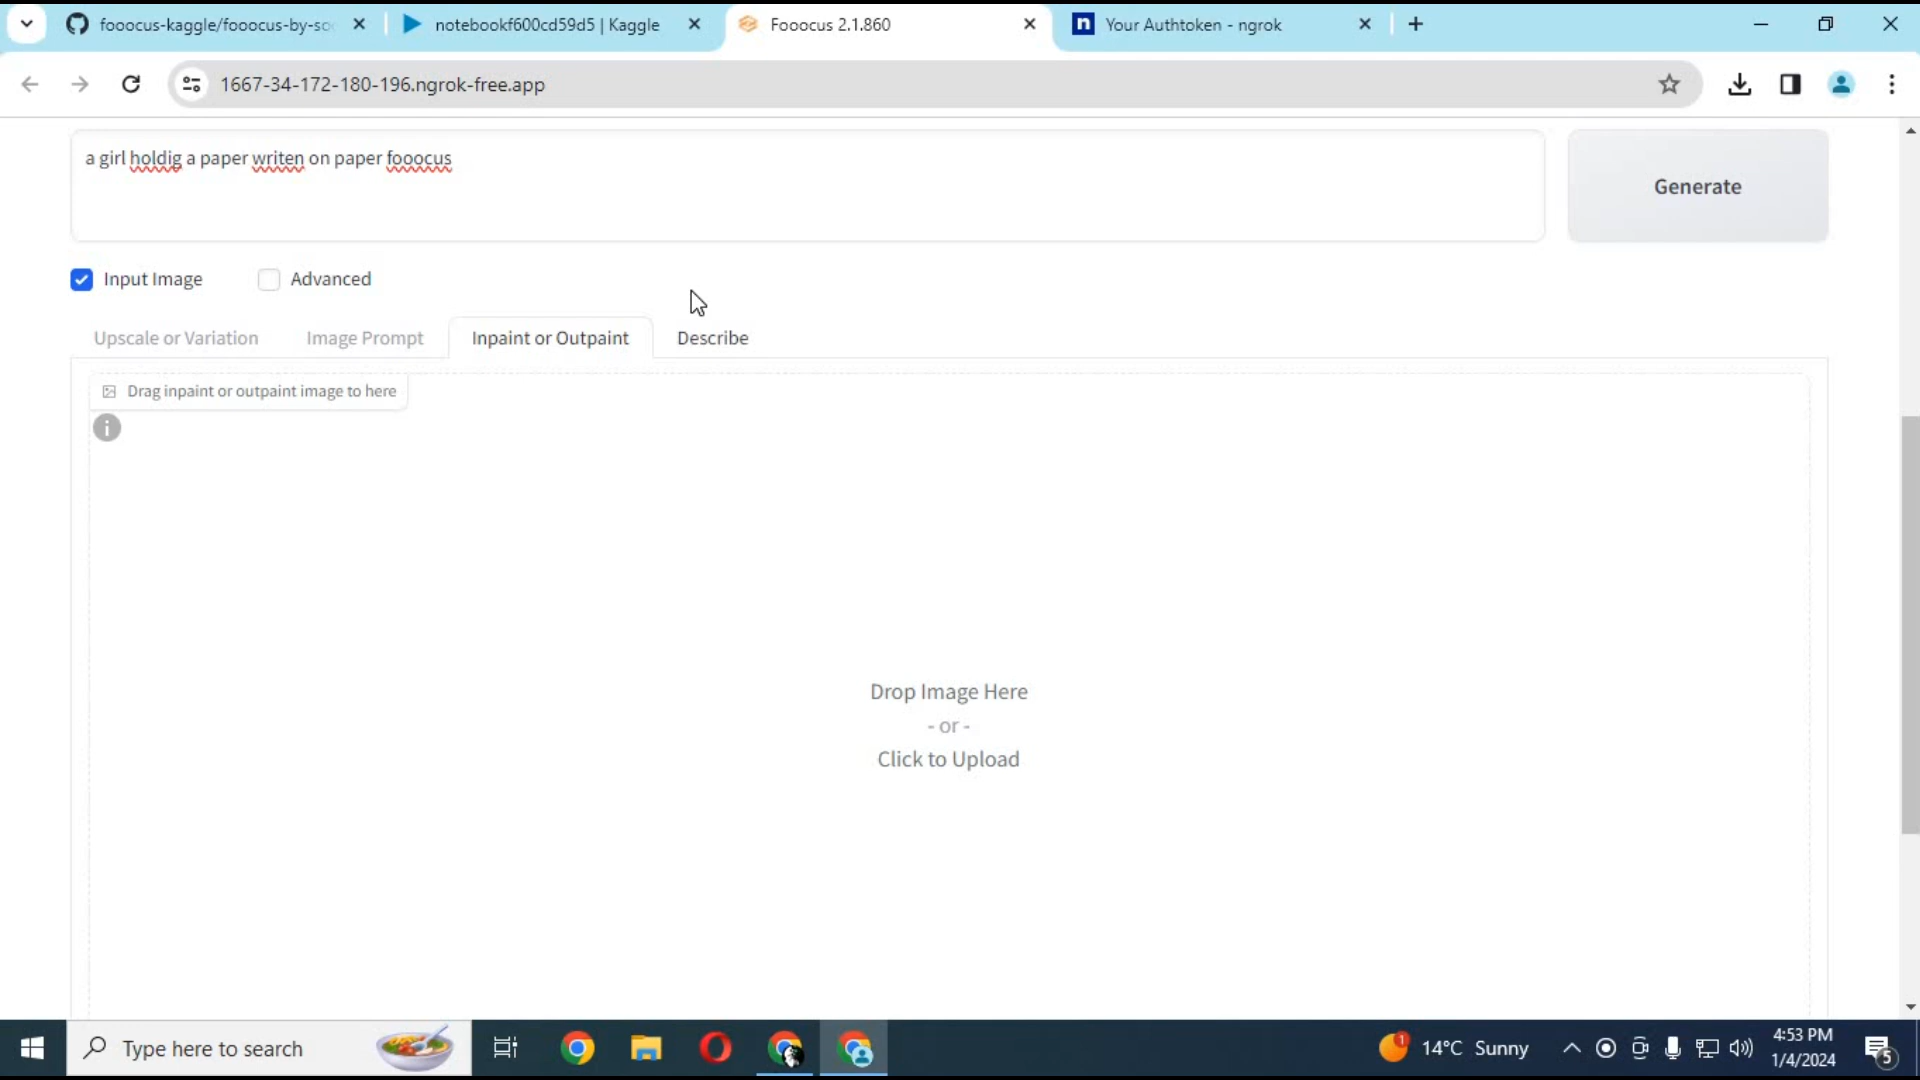 fooocus-kaggle/fooocus-by-so
notebookf600cd59d5 | Kaggle
Fooocus 2.1.860
n Your Authtoken - ngrok
1667-34-172-180-196.ngrok-free.app
a girl holdig a paper writen on paper fooocus
Generate
Input Image
Advanced
Upscale or Variation
Image Prompt
Inpaint or Outpaint
Describe
Drag inpaint or outpaint image to here
i
Drop Image Here
- or -
Click to Upload
Type here to search
1
14°C Sunny
4:53 PM
1/4/2024
5